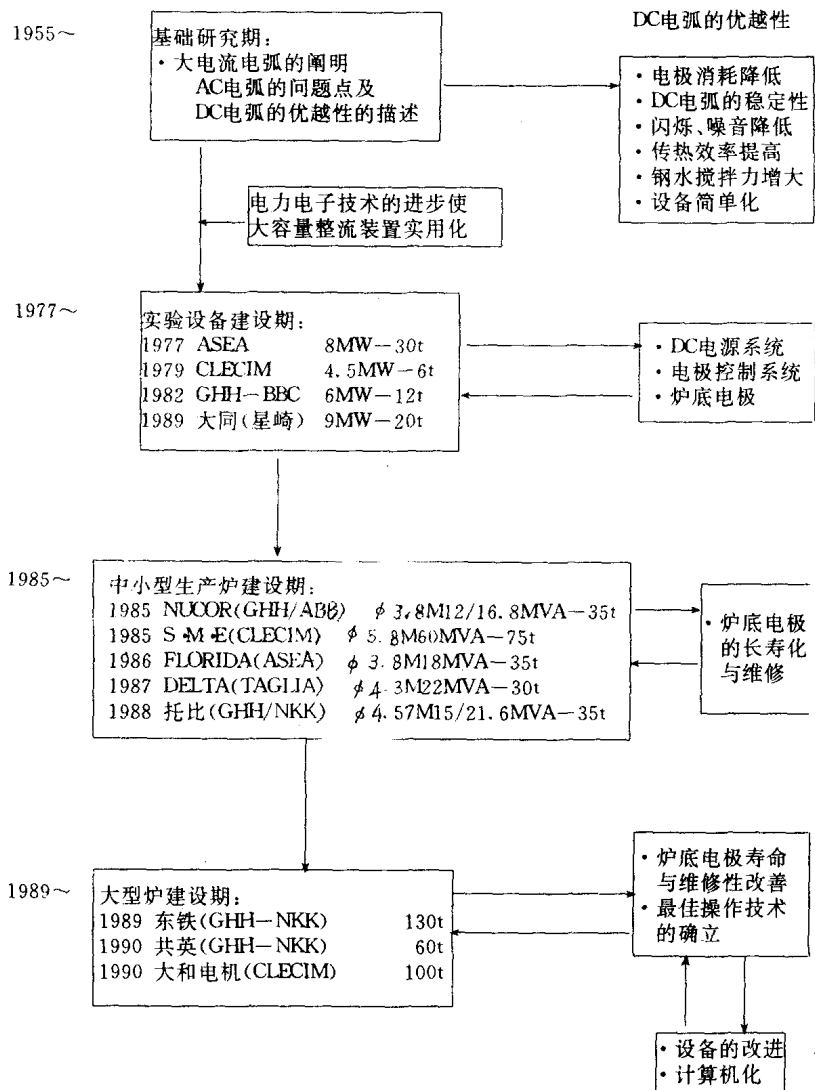 1955～
基础研究期：
・大电流电弧的阐明
AC电弧的问题点及
DC电弧的优越性的描述
DC电弧的优越性
・电极消耗降低
・DC电弧的稳定性
・闪烁、噪音降低
・传热效率提高
・钢水搅拌力增大
・设备简单化
电力电子技术的进步使
大容量整流装置实用化
1977～
实验设备建设期：
1977 ASEA 8MW－30t
1979 CLECIM 4.5MW－6t
1982 GHH－BBC 6MW－12t
1989 大同(星崎) 9MW－20t
・DC电源系统
・电极控制系统
・炉底电极
1985～
中小型生产炉建设期：
1985 NUCOR(GHH/ABB) φ3.8M12/16.8MVA－35t
1985 S·M·E(CLECIM) φ5.8M60MVA－75t
1986 FLORIDA(ASEA) φ3.8M18MVA－35t
1987 DELTA(TAGLIA) φ4.3M22MVA－30t
1988 托比(GHH/NKK) φ4.57M15/21.6MVA－35t
・炉底电极
的长寿化
与维修
1989～
大型炉建设期：
1989 东铁(GHH－NKK) 130t
1990 共英(GHH－NKK) 60t
1990 大和电机(CLECIM) 100t
・炉底电极寿命
与维修性改善
・最佳操作技术
的确立
・设备的改进
・计算机化